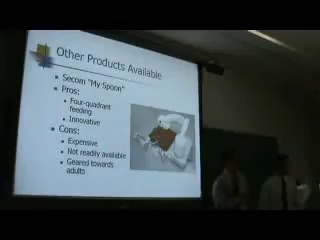 Other Products Available
Secom "My Spoon"
Pros:
Four-quadrant
feeding
Innovative
Cons:
Expensive
Not readily available
Geared towards
adults